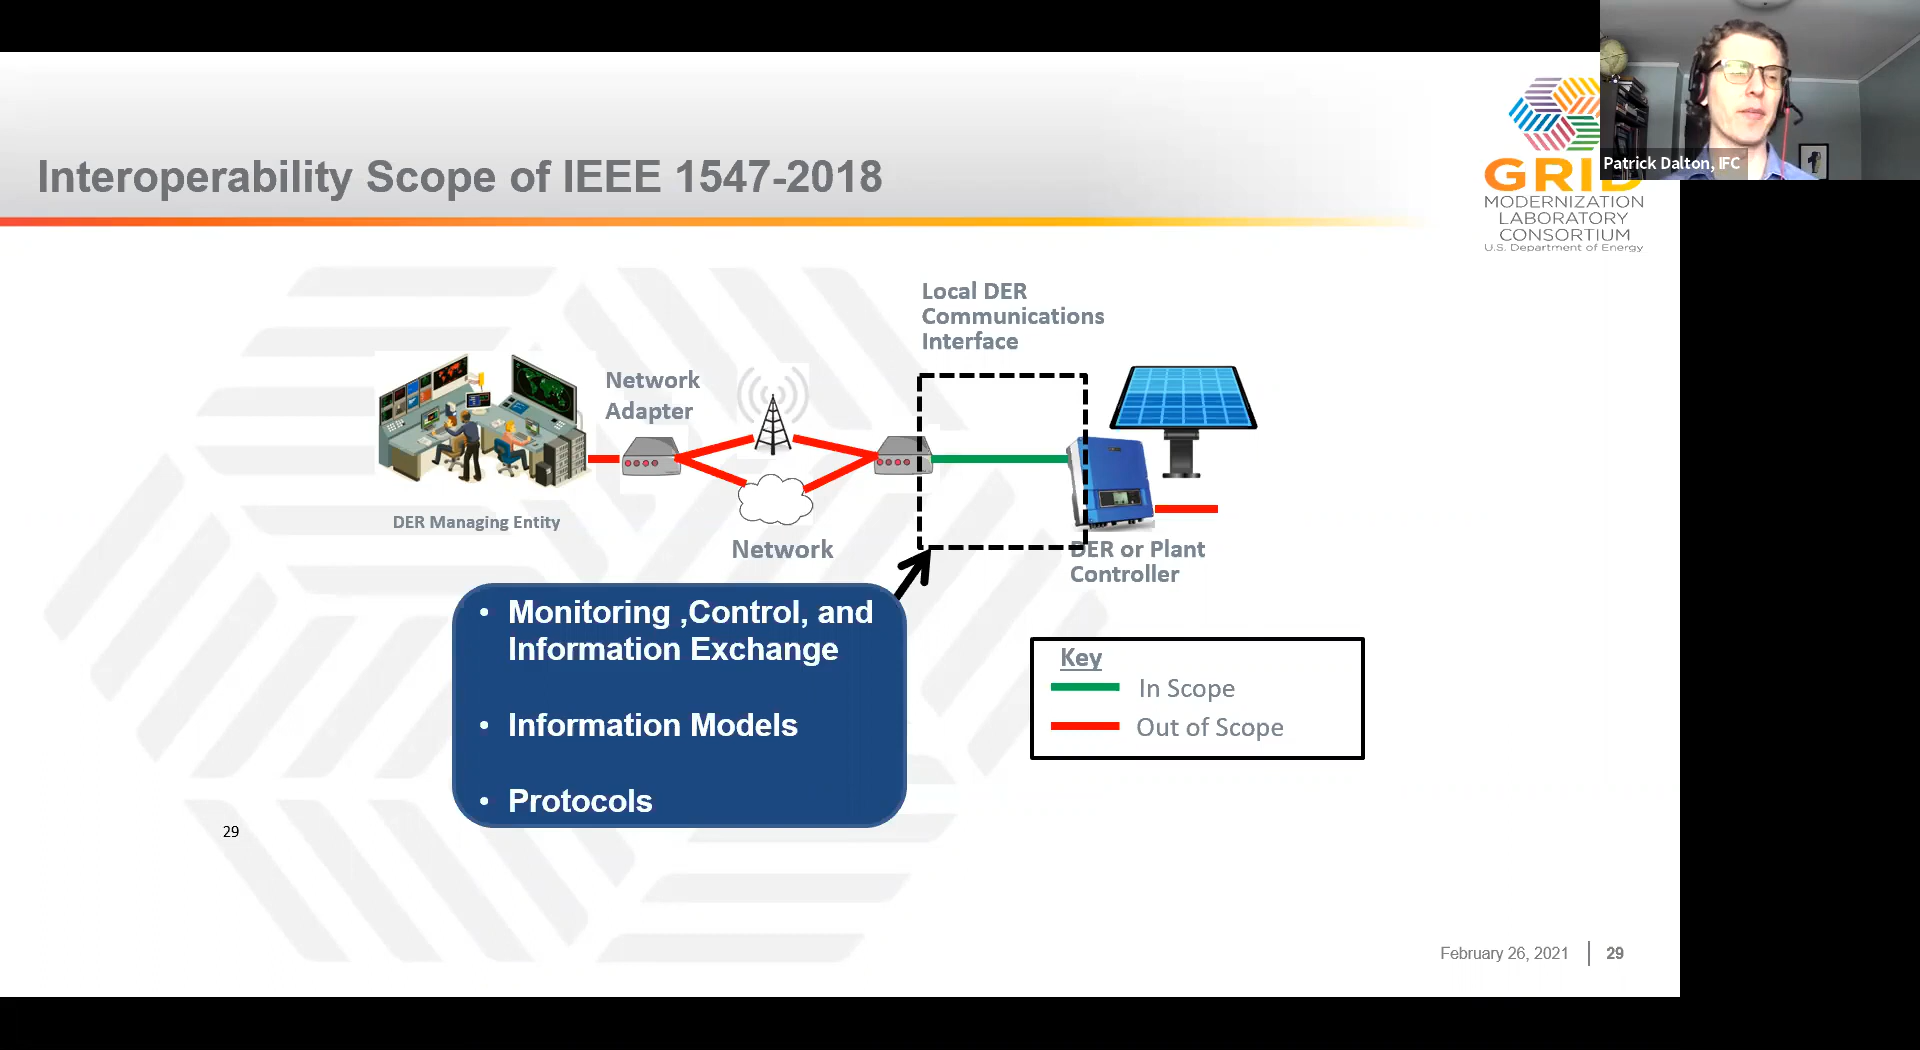 Patrick Dalton, IFC
Interoperability Scope of IEEE 1547-2018
GRID
MODERNIZATION
LABORATORY
CONSORTIUM
U.S. Department of Energy
Local DER
Communications
Interface
Network
Adapter
DER Managing Entity
Network
DER or Plant
Controller
• Monitoring ,Control, and
Information Exchange
• Information Models
• Protocols
Key
In Scope
Out of Scope
29
February 26, 2021 | 29